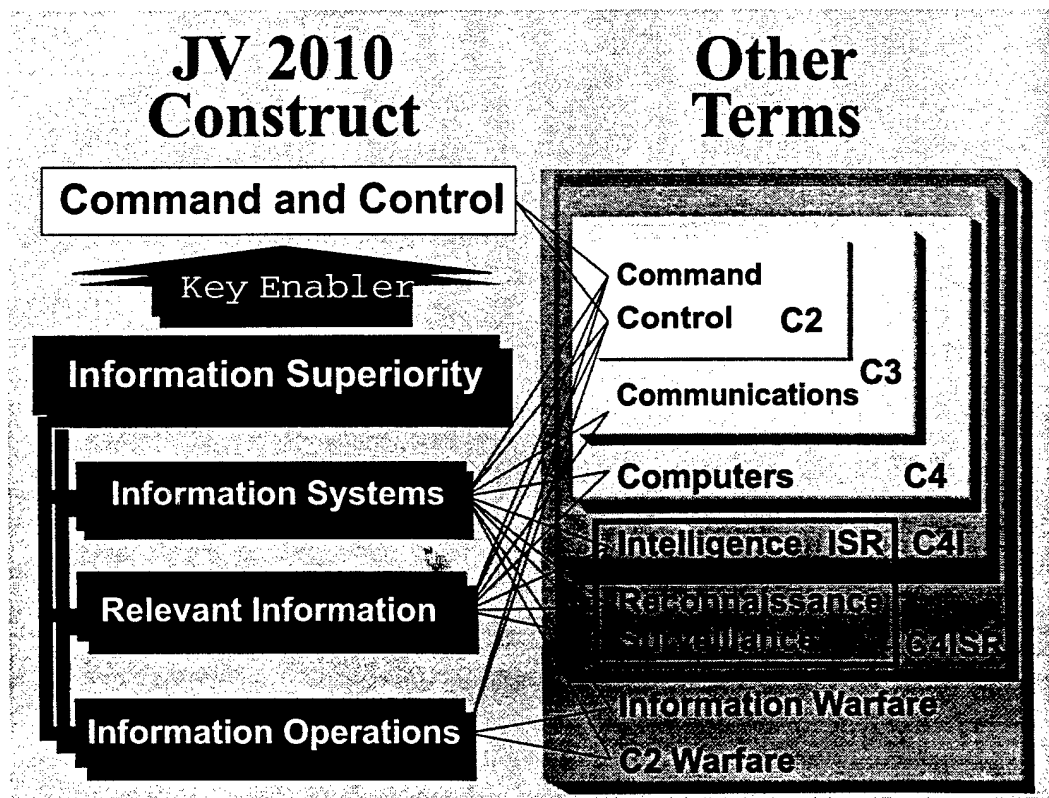 JV 2010
Construct
Command and Control
Key Enabler
Information Superiority
Information Systems
Relevant Information
Information Operations
Other
Terms
Command
Control C2
C3
Communications
Computers C4
Intelligence ISR C4I
Reconnaissance
Surveillance C4ISR
Information Warfare
C2 Warfare